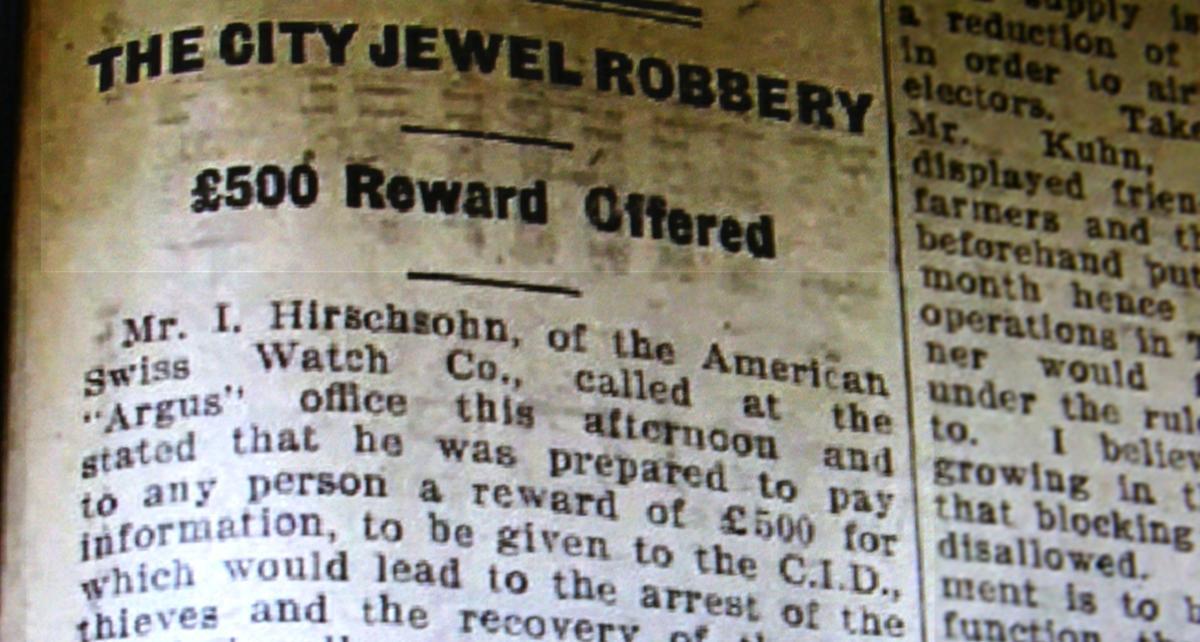 THE CITY JEWEL ROBBERY
£500 Reward Offered
Mr. I. Hirschsohn, of the American
Swiss Watch Co., called at the
"Argus" office this afternoon and
stated that he was prepared to pay
to any person a reward of £500 for
information, to be given to the C.I.D.,
which would lead to the arrest of the
thieves and the recovery of
supply
a reduction of
in order to air
electors.
Mr. Kuhn,
displayed
farmers and
beforehand
month hence
operations in
ner would
under the
to. I
growing in
that blocking
disallowed.
ment is to